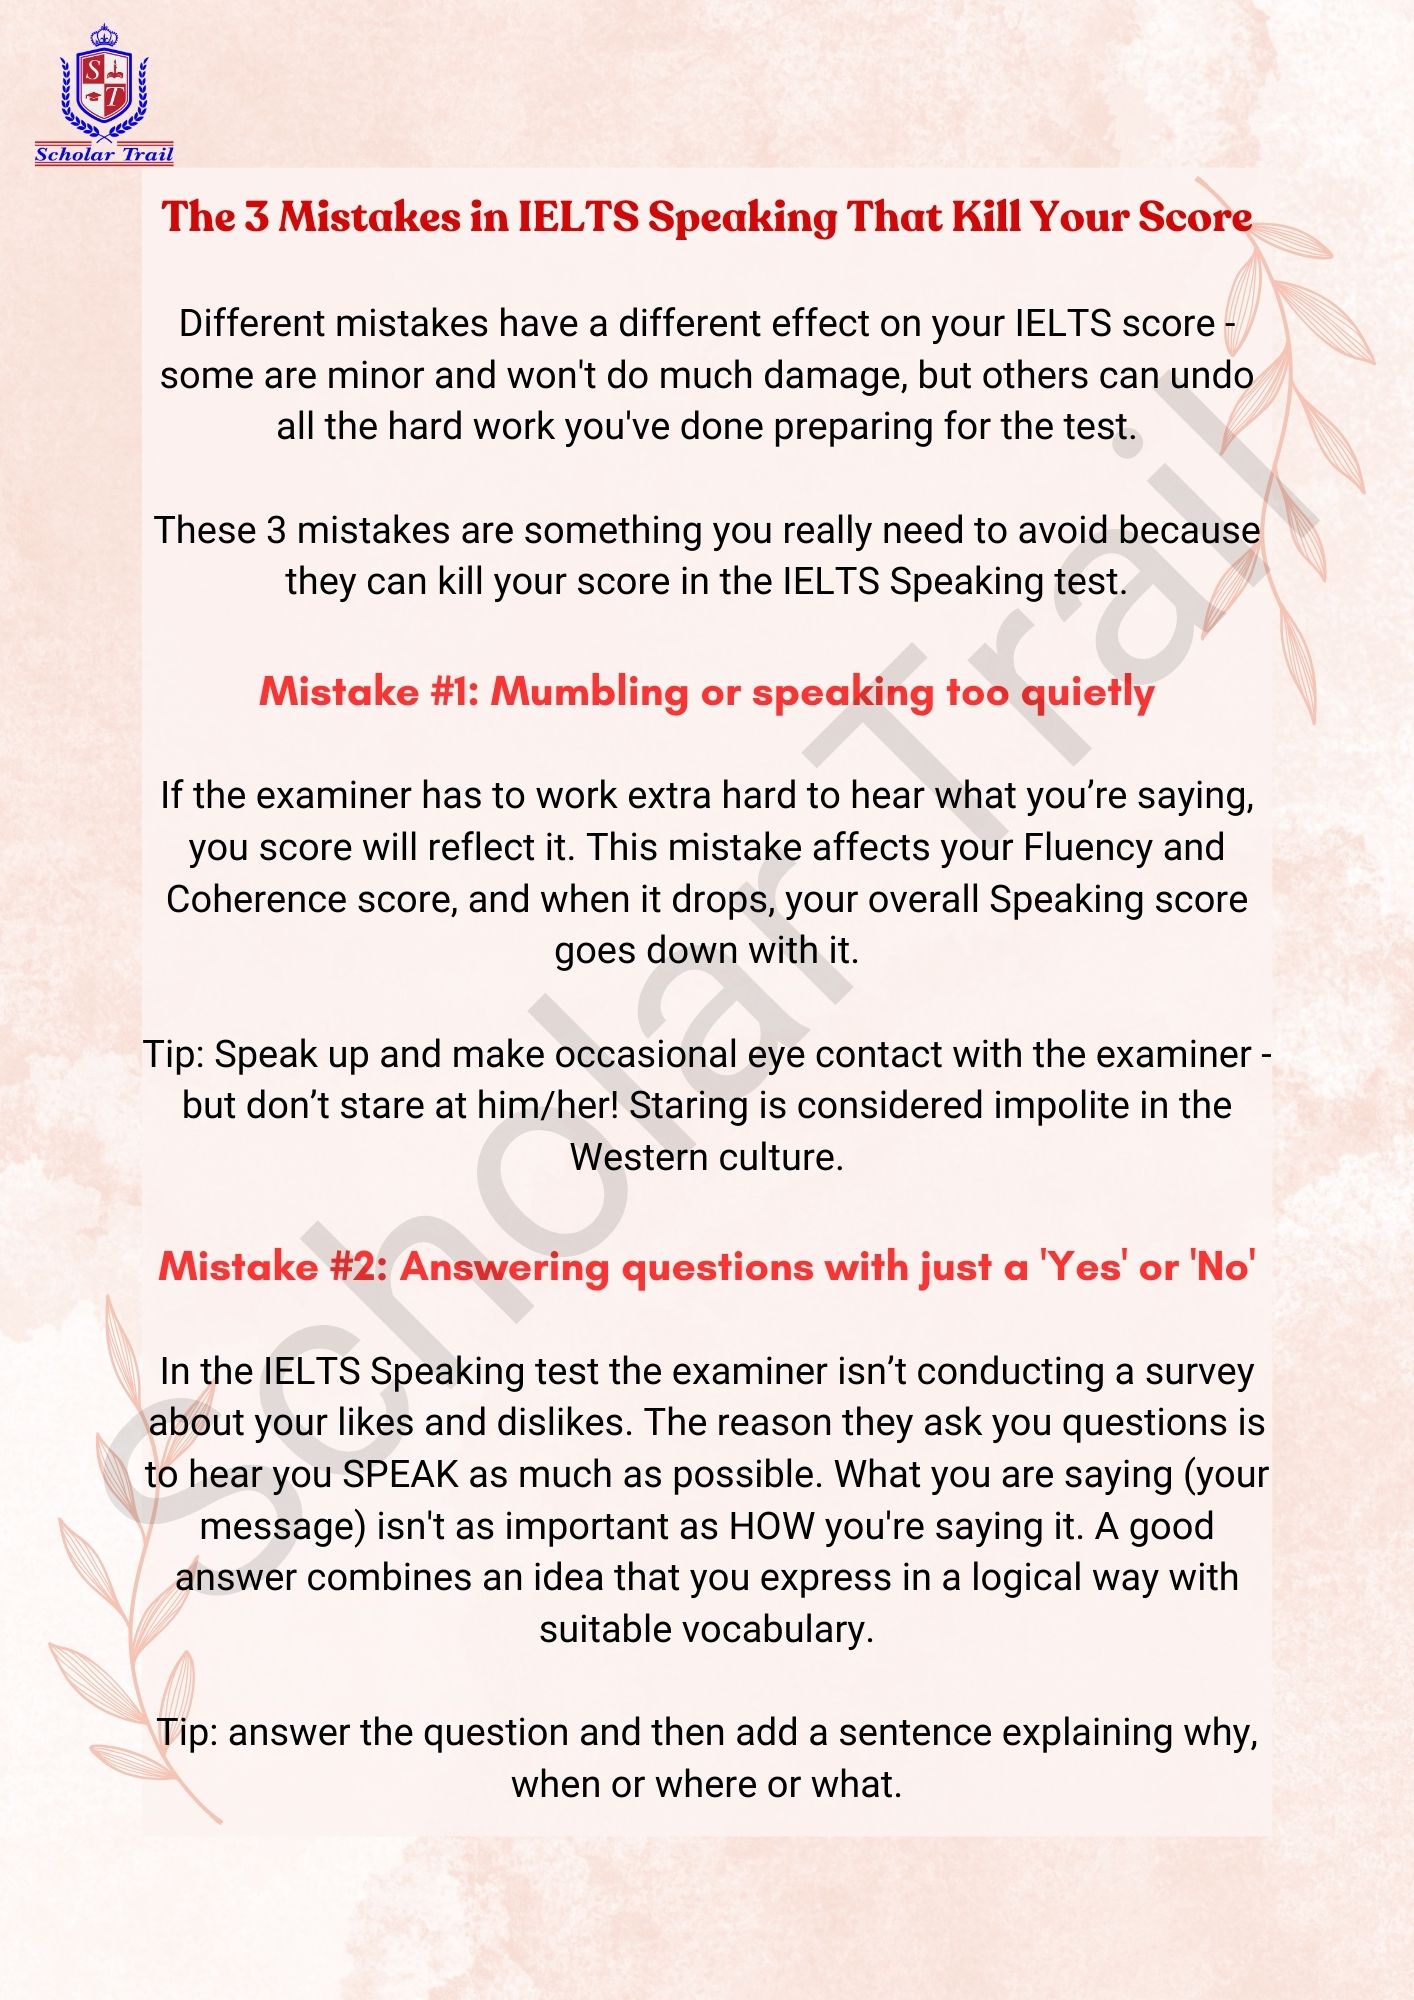 S
T
Scholar Trail
The 3 Mistakes in IELTS Speaking That Kill Your Score
Different mistakes have a different effect on your IELTS score -
some are minor and won't do much damage, but others can undo
all the hard work you've done preparing for the test.
These 3 mistakes are something you really need to avoid because
they can kill your score in the IELTS Speaking test.
Mistake #1: Mumbling or speaking too quietly
If the examiner has to work extra hard to hear what you’re saying,
you score will reflect it. This mistake affects your Fluency and
Coherence score, and when it drops, your overall Speaking score
goes down with it.
Tip: Speak up and make occasional eye contact with the examiner -
but don’t stare at him/her! Staring is considered impolite in the
Western culture.
Mistake #2: Answering questions with just a 'Yes' or 'No'
In the IELTS Speaking test the examiner isn’t conducting a survey
about your likes and dislikes. The reason they ask you questions is
to hear you SPEAK as much as possible. What you are saying (your
message) isn't as important as HOW you're saying it. A good
answer combines an idea that you express in a logical way with
suitable vocabulary.
Tip: answer the question and then add a sentence explaining why,
when or where or what.
Scholar Trail